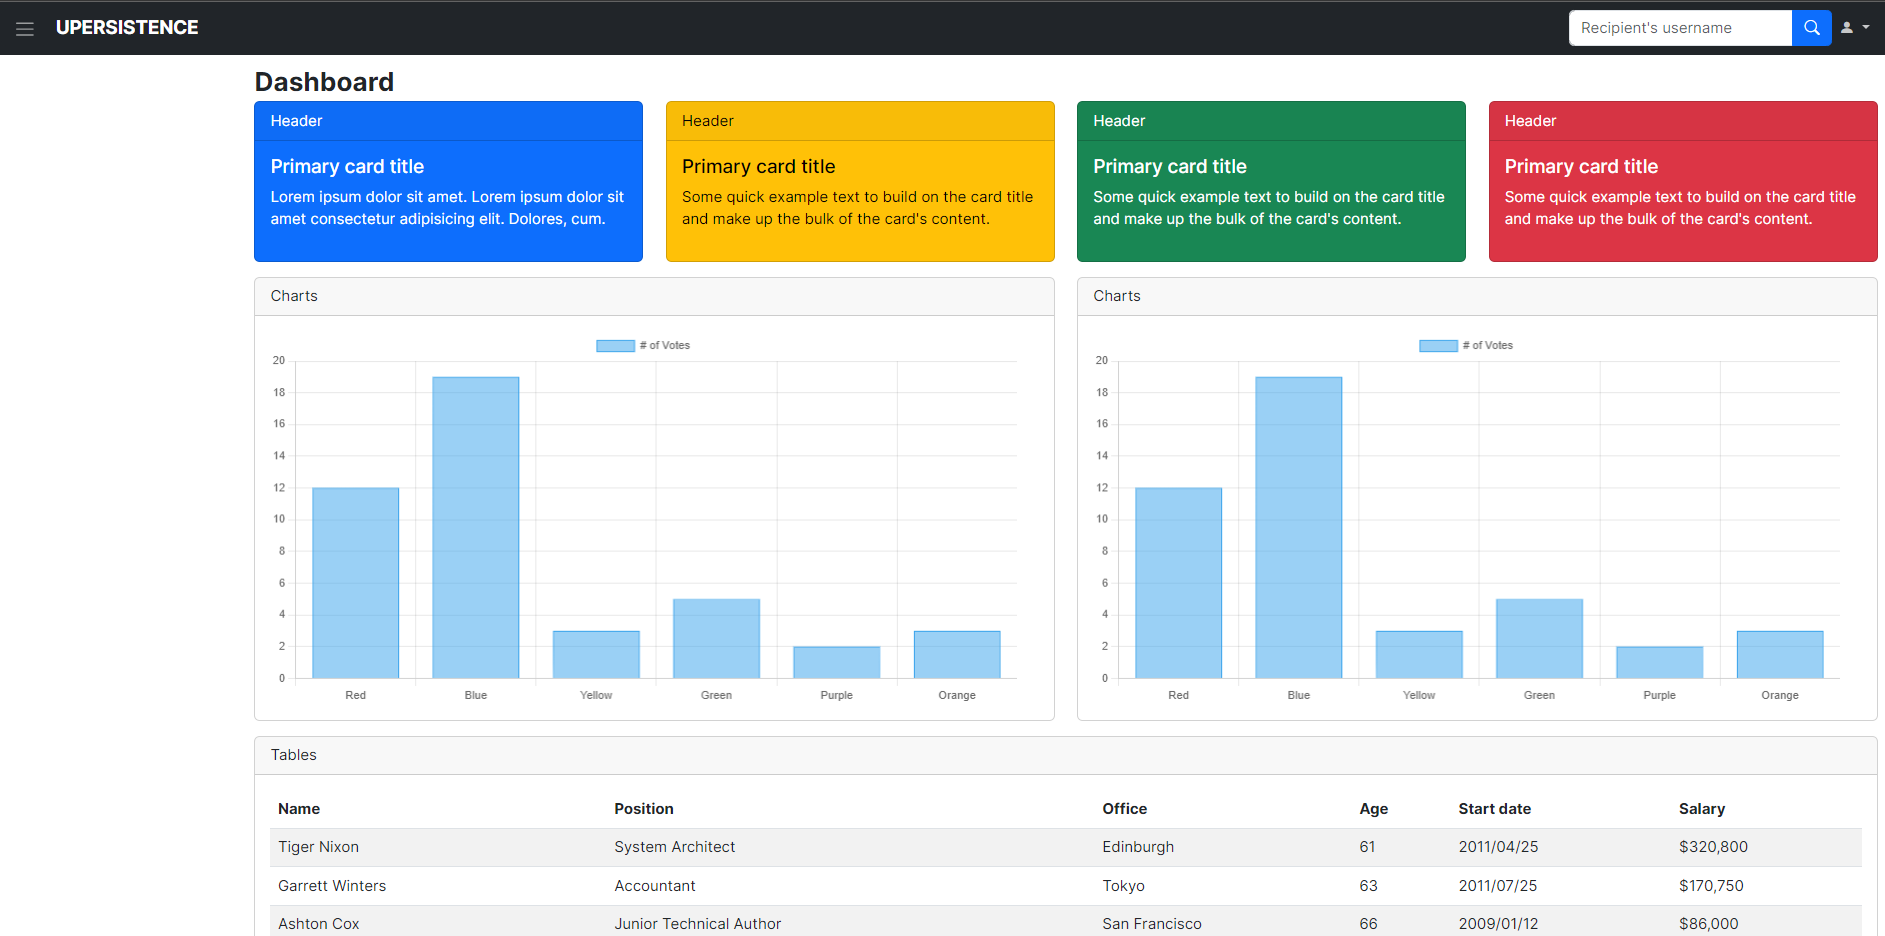 UPERSISTENCE
Recipient's username
Dashboard
Header
Primary card title
Lorem ipsum dolor sit amet. Lorem ipsum dolor sit
amet consectetur adipisicing elit. Dolores, cum.
Header
Primary card title
Some quick example text to build on the card title
and make up the bulk of the card's content.
Header
Primary card title
Some quick example text to build on the card title
and make up the bulk of the card's content.
Header
Primary card title
Some quick example text to build on the card title
and make up the bulk of the card's content.
Charts
# of Votes
20
18
16
14
12
10
8
6
4
2
0
Red Blue Yellow Green Purple Orange
Charts
# of Votes
20
18
16
14
12
10
8
6
4
2
0
Red Blue Yellow Green Purple Orange
Tables
Name Position Office Age Start date Salary
Tiger Nixon System Architect Edinburgh 61 2011/04/25 $320,800
Garrett Winters Accountant Tokyo 63 2011/07/25 $170,750
Ashton Cox Junior Technical Author San Francisco 66 2009/01/12 $86,000